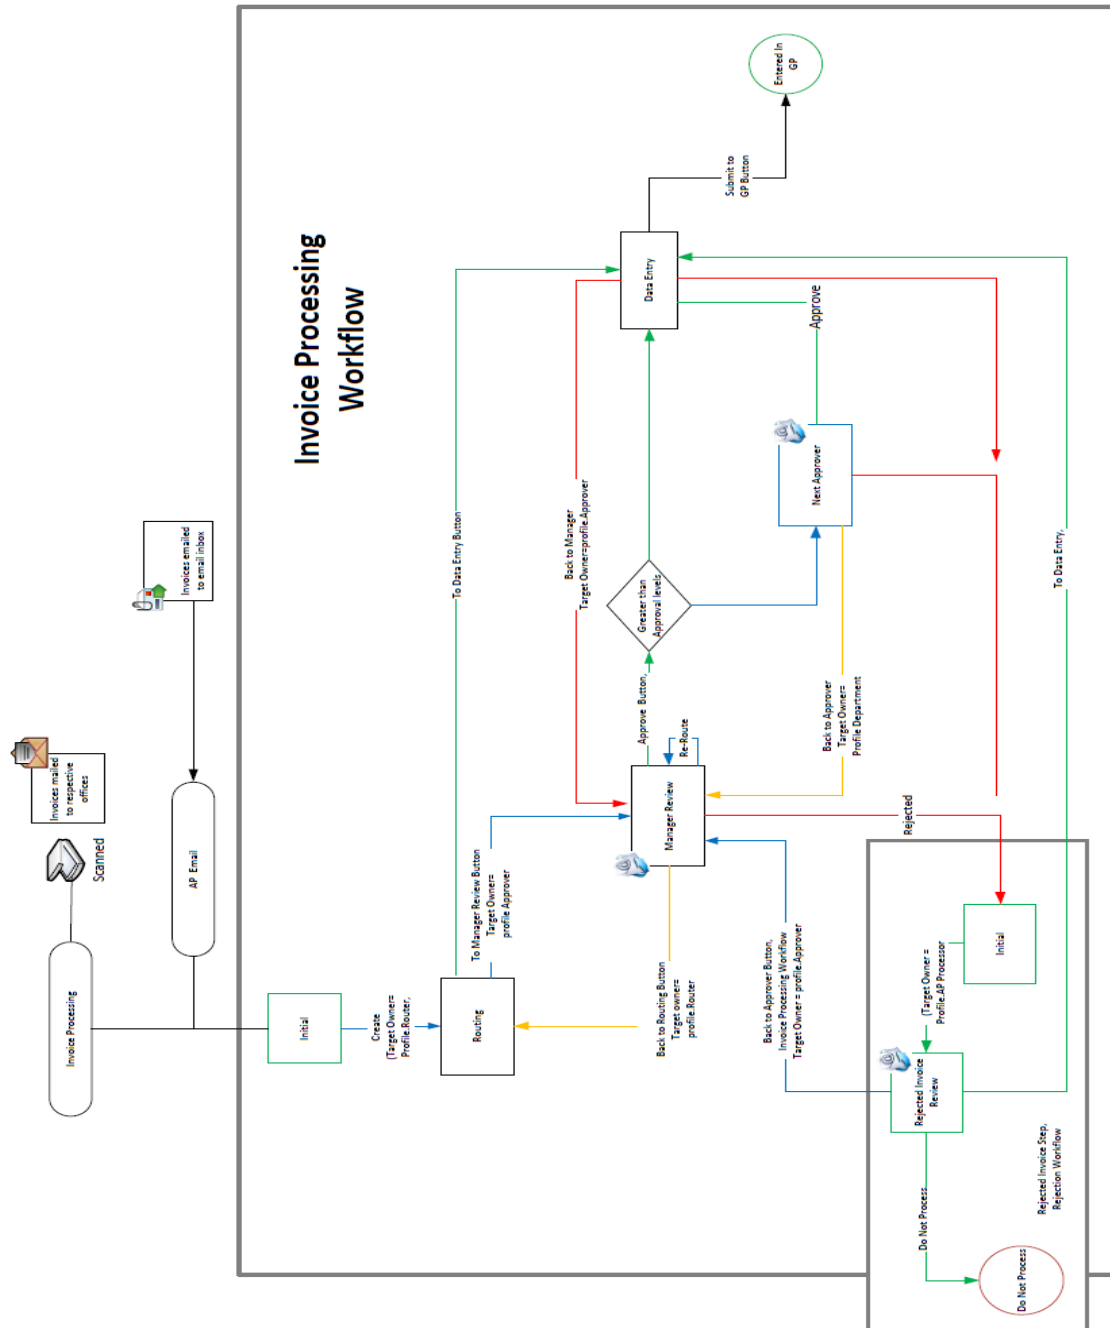 Invoice Processing
Workflow
Invoice Processing
Scanned
Invoices mailed
to respective
offices
AP Email
Invoices emailed
to email inbox
Initial
Create
(Target Owner=
Profile.Router,
Routing
To Data Entry Button
To Manager Review Button
Target Owner=
profile Approver
Back to Routing Button
Target owner=
profile.Router
Manager Review
Re-Route
Approve Button,
Greater than
Approval levels
Back to Manager
Target Owner=profile.Approver
Data Entry
Submit to
GP Button
Entered In
GP
Approve
Next Approver
Back to Approver
Target Owner=
Profile Department
Rejected
Back to Approver Button,
Invoice Processing Workflow
Target Owner = profile.Approver
Initial
(Target Owner =
Profile.AP Processor
Rejected Invoice
Review
To Data Entry,
Do Not Process
Do Not Process
Rejected Invoice Step,
Rejection Workflow